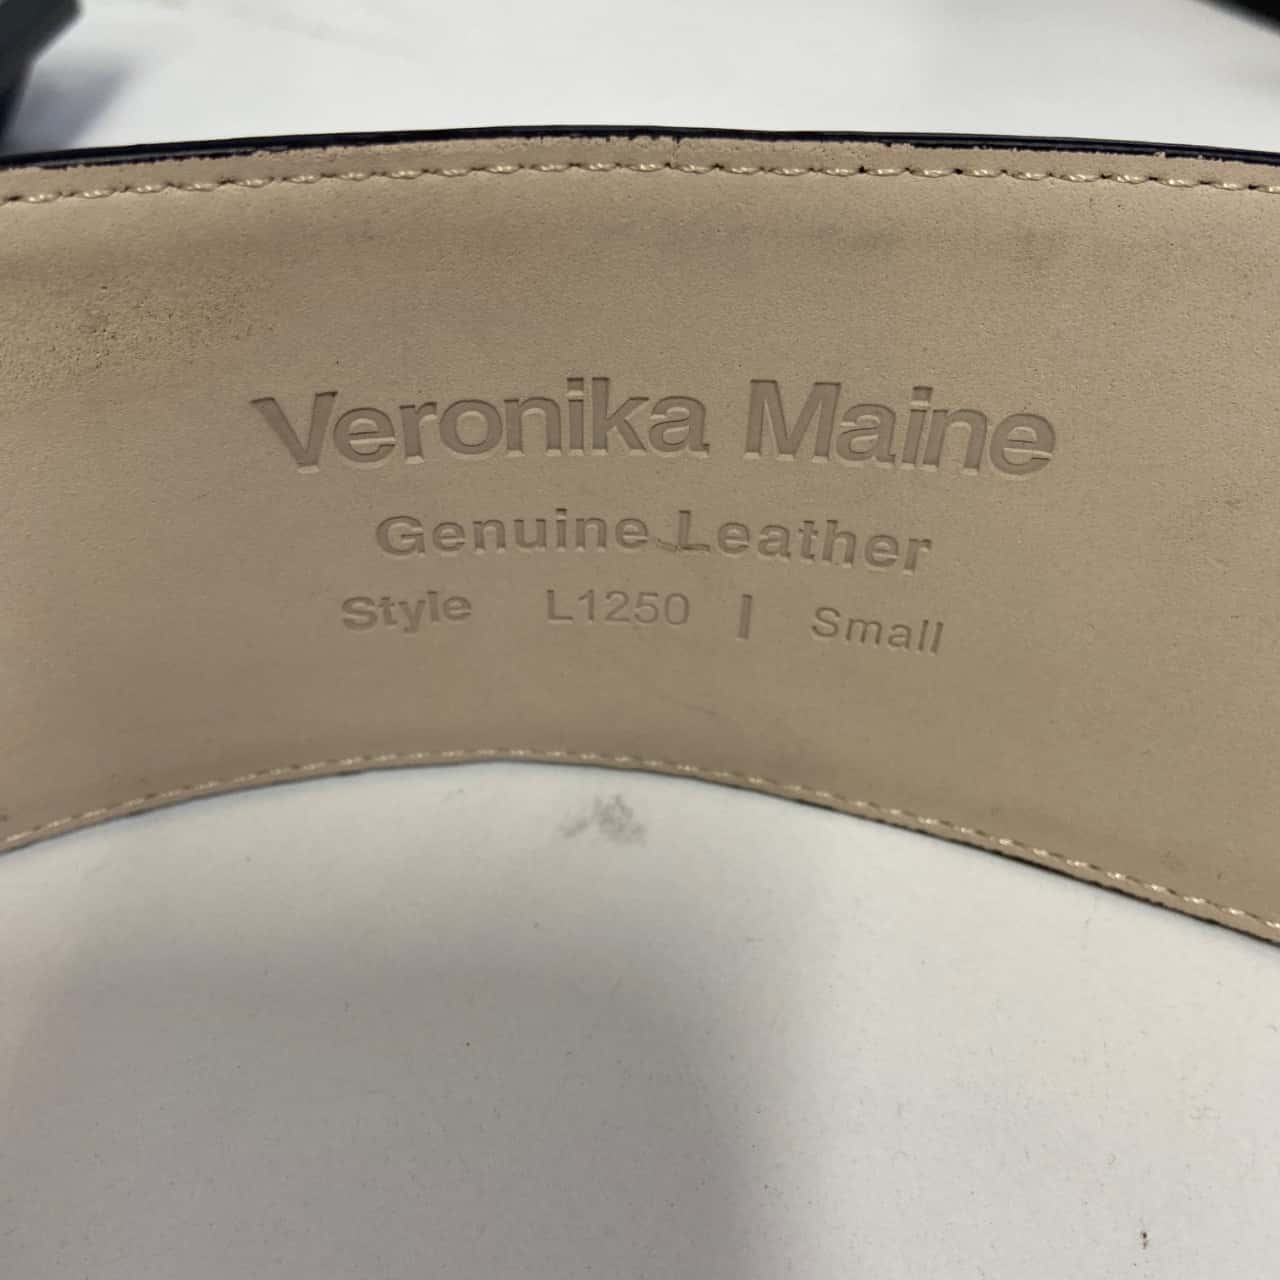 Veronika Maine
Genuine Leather
Style L1250 | Small